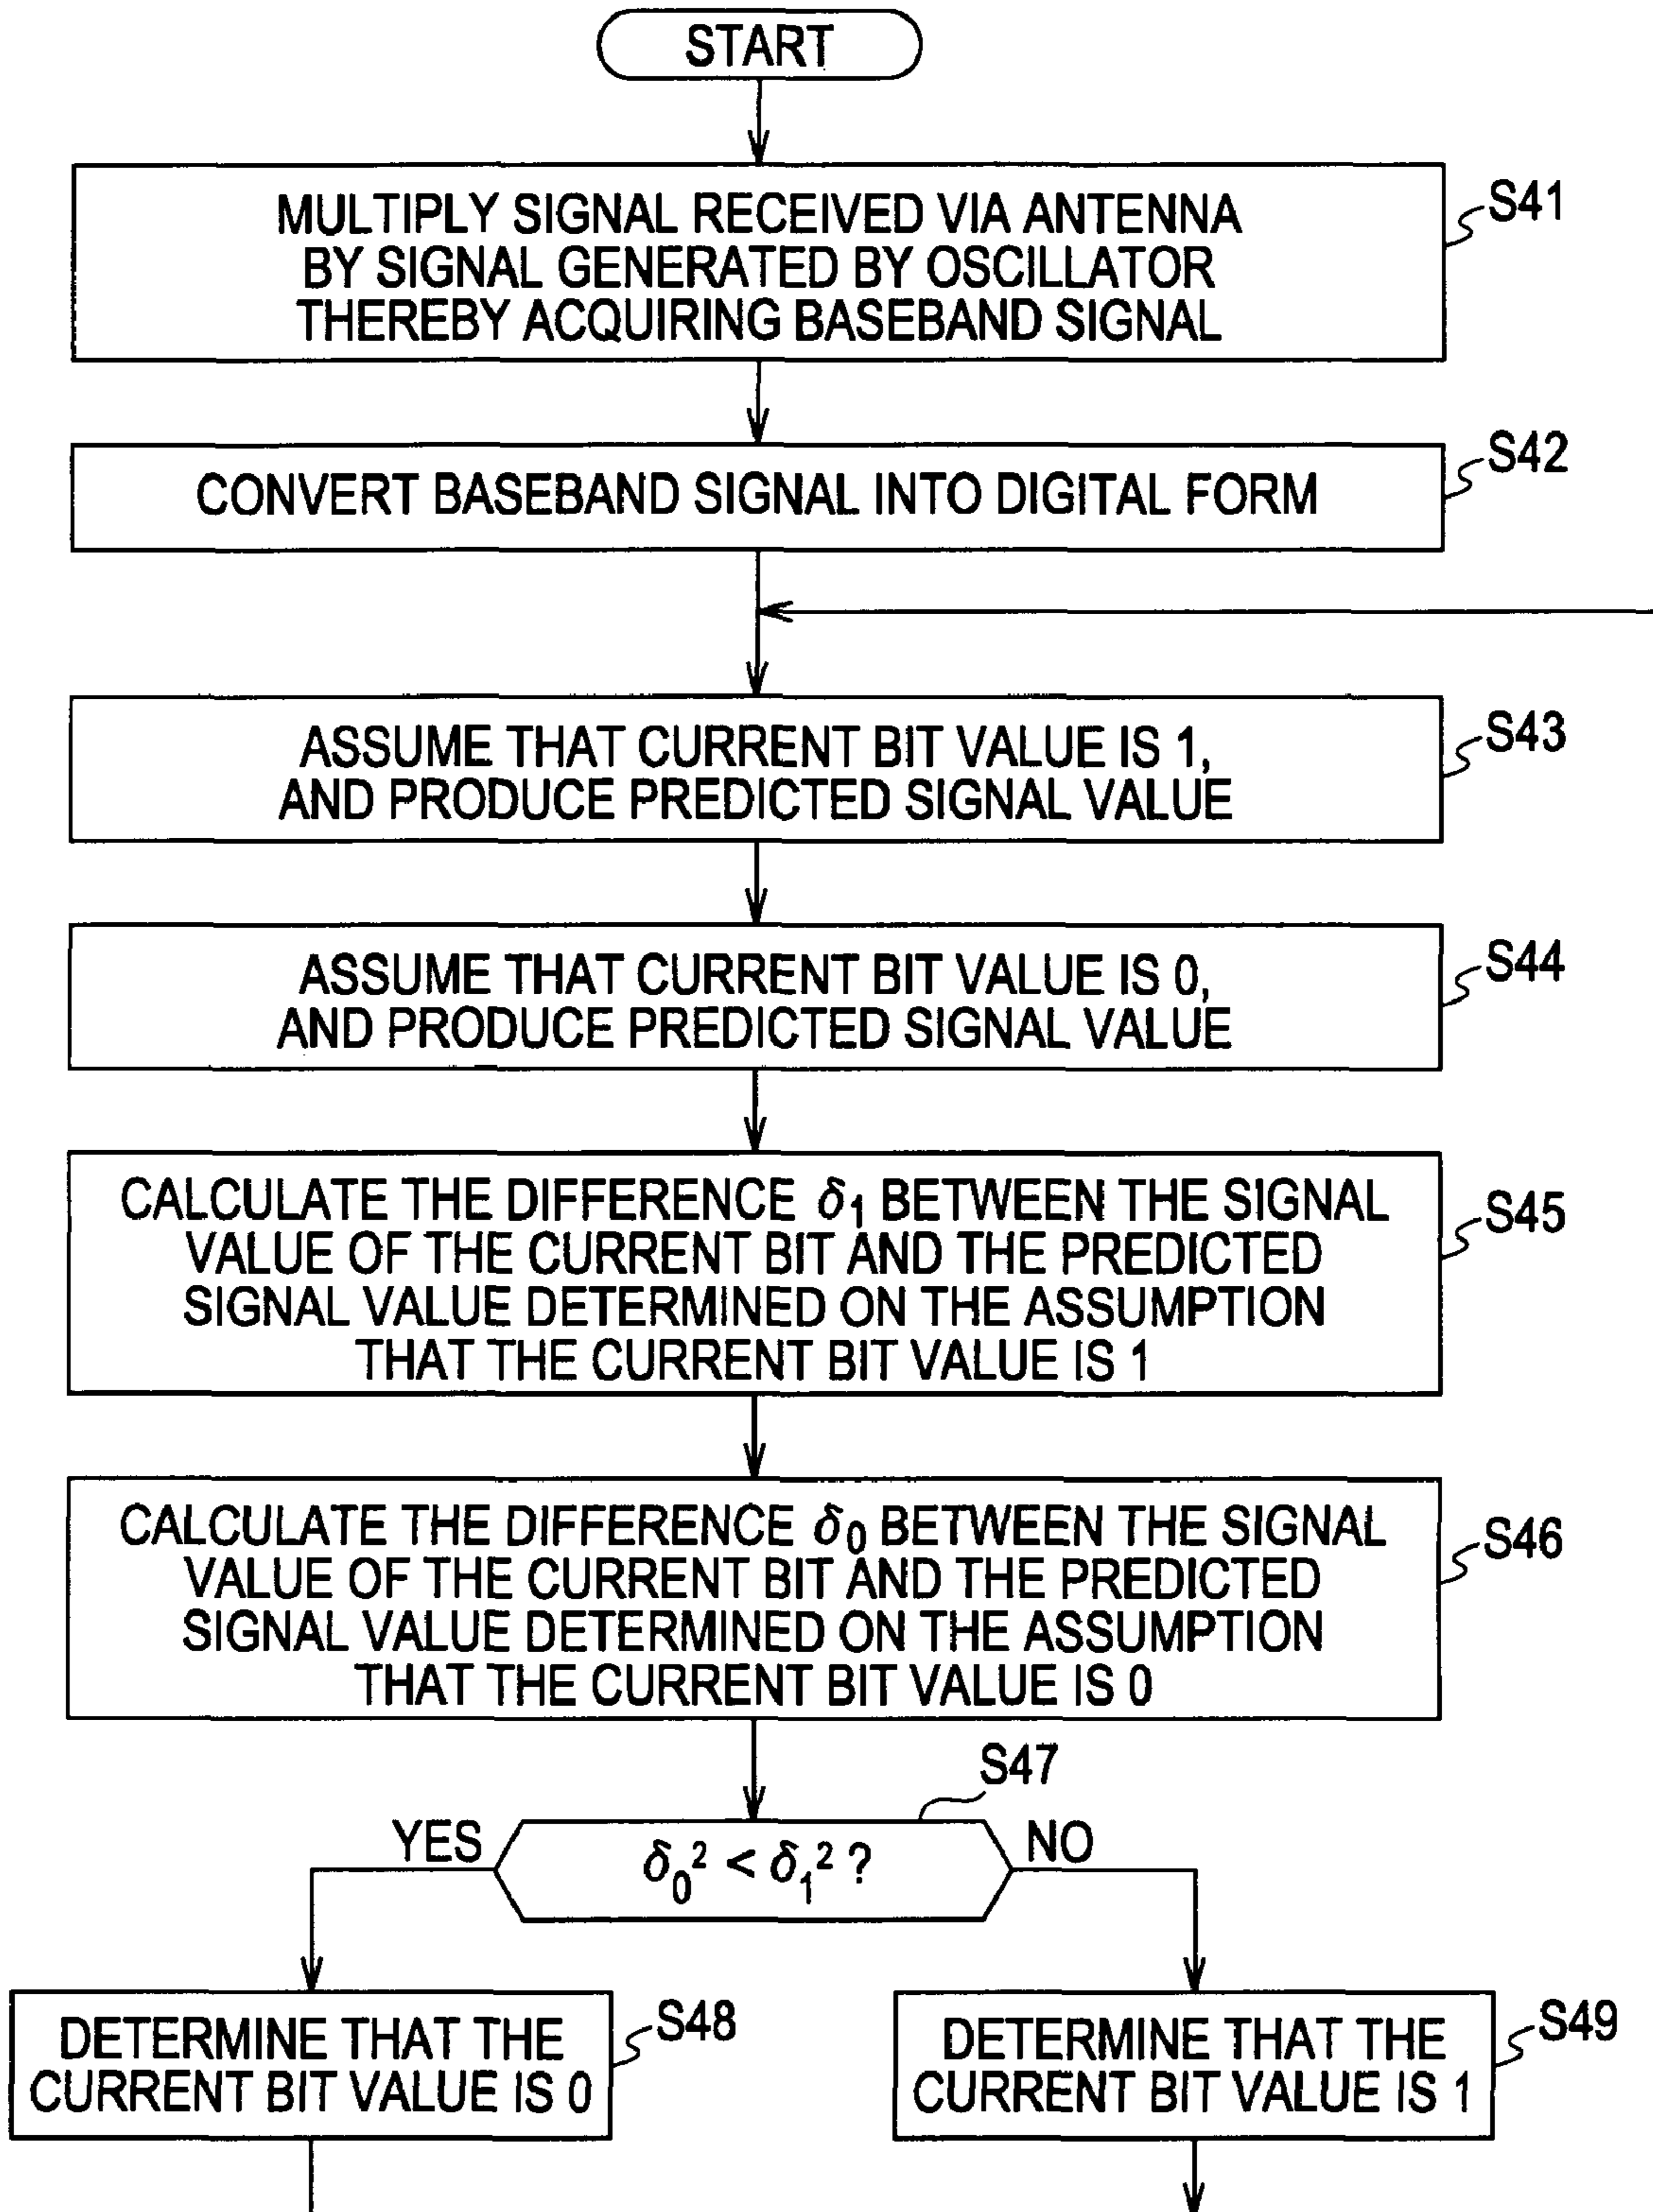 START
MULTIPLY SIGNAL RECEIVED VIA ANTENNA
BY SIGNAL GENERATED BY OSCILLATOR
THEREBY ACQUIRING BASEBAND SIGNAL
S41
CONVERT BASEBAND SIGNAL INTO DIGITAL FORM
S42
ASSUME THAT CURRENT BIT VALUE IS 1,
AND PRODUCE PREDICTED SIGNAL VALUE
S43
ASSUME THAT CURRENT BIT VALUE IS 0,
AND PRODUCE PREDICTED SIGNAL VALUE
S44
CALCULATE THE DIFFERENCE δ₁ BETWEEN THE SIGNAL
VALUE OF THE CURRENT BIT AND THE PREDICTED
SIGNAL VALUE DETERMINED ON THE ASSUMPTION
THAT THE CURRENT BIT VALUE IS 1
S45
CALCULATE THE DIFFERENCE δ₀ BETWEEN THE SIGNAL
VALUE OF THE CURRENT BIT AND THE PREDICTED
SIGNAL VALUE DETERMINED ON THE ASSUMPTION
THAT THE CURRENT BIT VALUE IS 0
S46
S47
YES
δ₀² < δ₁² ?
NO
DETERMINE THAT THE
CURRENT BIT VALUE IS 0
S48
DETERMINE THAT THE
CURRENT BIT VALUE IS 1
S49